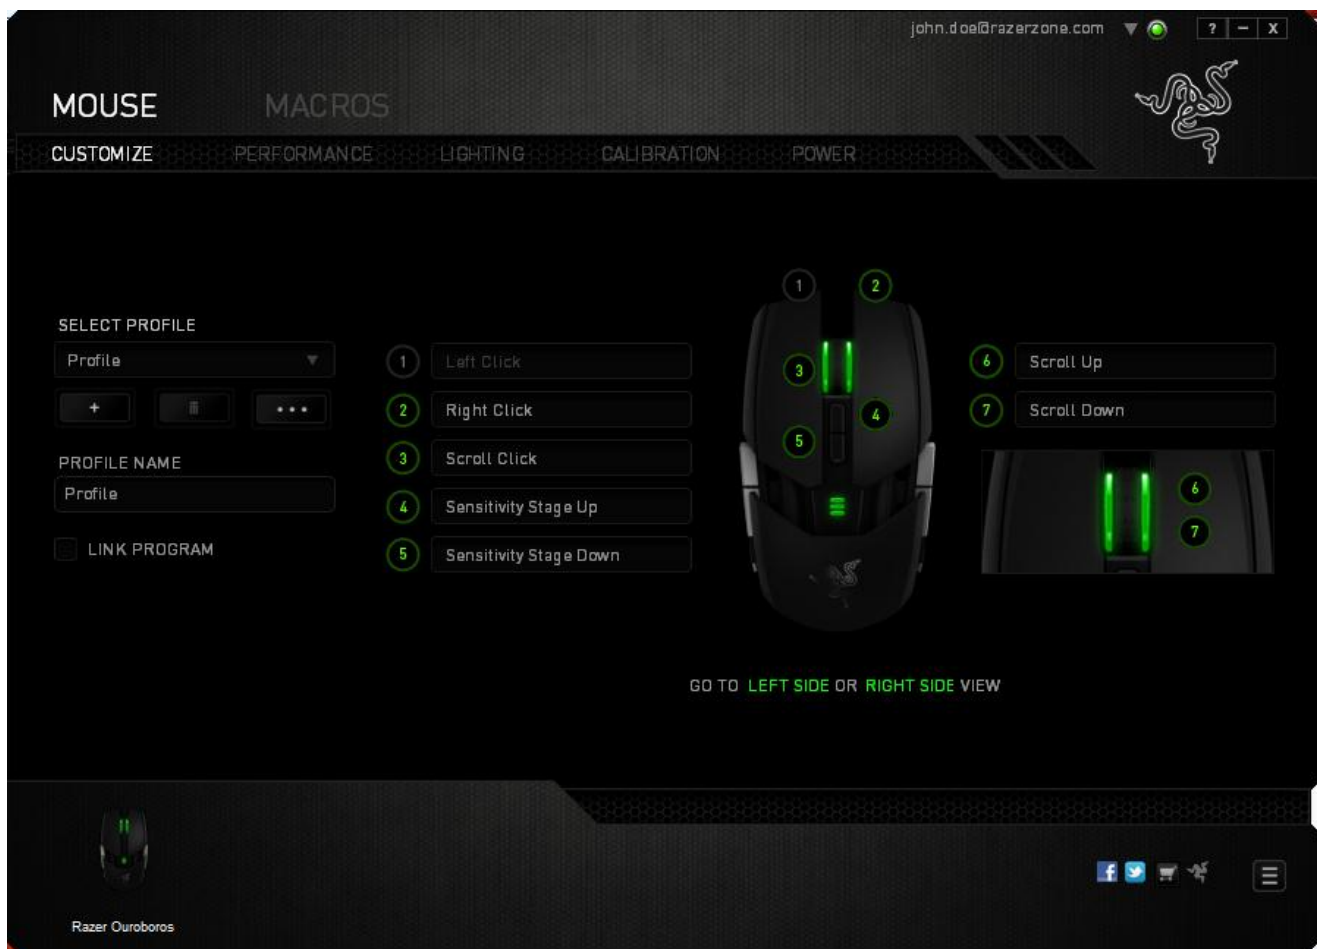 john.doe@razerzone.com
? – X
MOUSE MACROS
CUSTOMIZE PERFORMANCE LIGHTING CALIBRATION POWER
1 2
SELECT PROFILE
Profile
1 Left Click
3
6 Scroll Up
+ •••
2 Right Click
4
7 Scroll Down
5
PROFILE NAME
3 Scroll Click
Profile
4 Sensitivity Stage Up
6
7
LINK PROGRAM
5 Sensitivity Stage Down
GO TO LEFT SIDE OR RIGHT SIDE VIEW
Razer Ouroboros